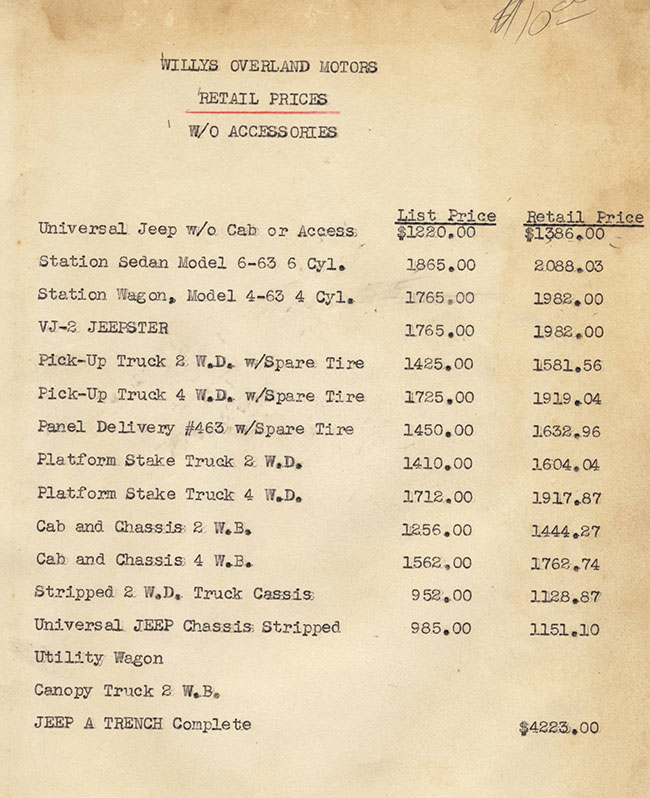 $10.00
WILLYS OVERLAND MOTORS
RETAIL PRICES
W/O ACCESSORIES
List Price Retail Price
Universal Jeep w/o Cab or Access $1220.00 $1386.00
Station Sedan Model 6-63 6 Cyl. 1865.00 2088.03
Station Wagon, Model 4-63 4 Cyl. 1765.00 1982.00
VJ-2 JEEPSTER 1765.00 1982.00
Pick-Up Truck 2 W.D. w/Spare Tire 1425.00 1581.56
Pick-Up Truck 4 W.D. w/Spare Tire 1725.00 1919.04
Panel Delivery #463 w/Spare Tire 1450.00 1632.96
Platform Stake Truck 2 W.D. 1410.00 1604.04
Platform Stake Truck 4 W.D. 1712.00 1917.87
Cab and Chassis 2 W.B. 1256.00 1444.27
Cab and Chassis 4 W.B. 1562.00 1762.74
Stripped 2 W.D. Truck Cassis 952.00 1128.87
Universal JEEP Chassis Stripped 985.00 1151.10
Utility Wagon
Canopy Truck 2 W.B.
JEEP A TRENCH Complete $4223.00